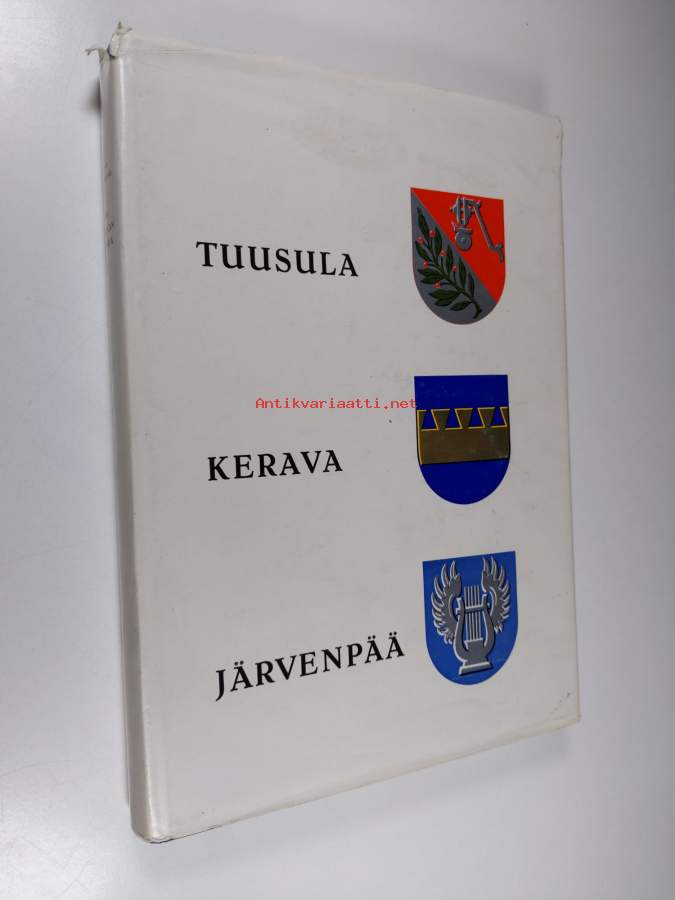 TUUSULA
Antikvariaatti.net
KERAVA
JÄRVENPÄÄ